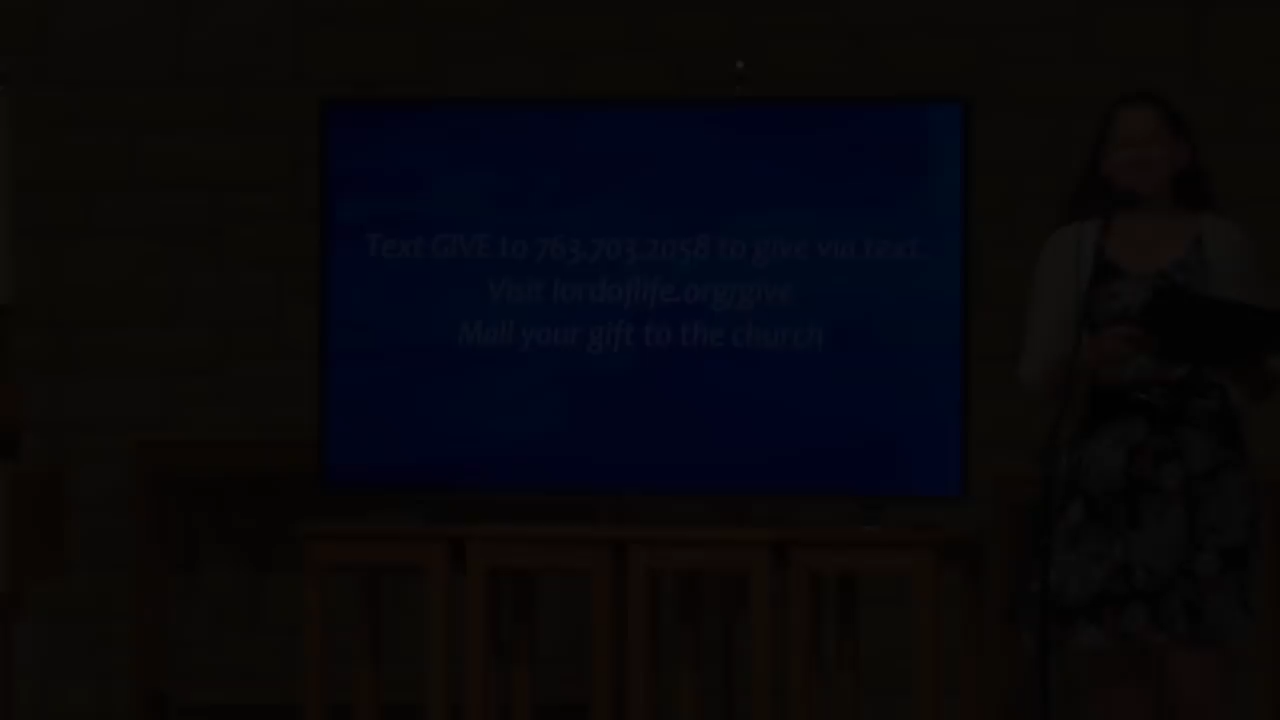 Text GIVE to 763.703.2058 to give via text
Visit lordoflife.org/give
Mail your gift to the church